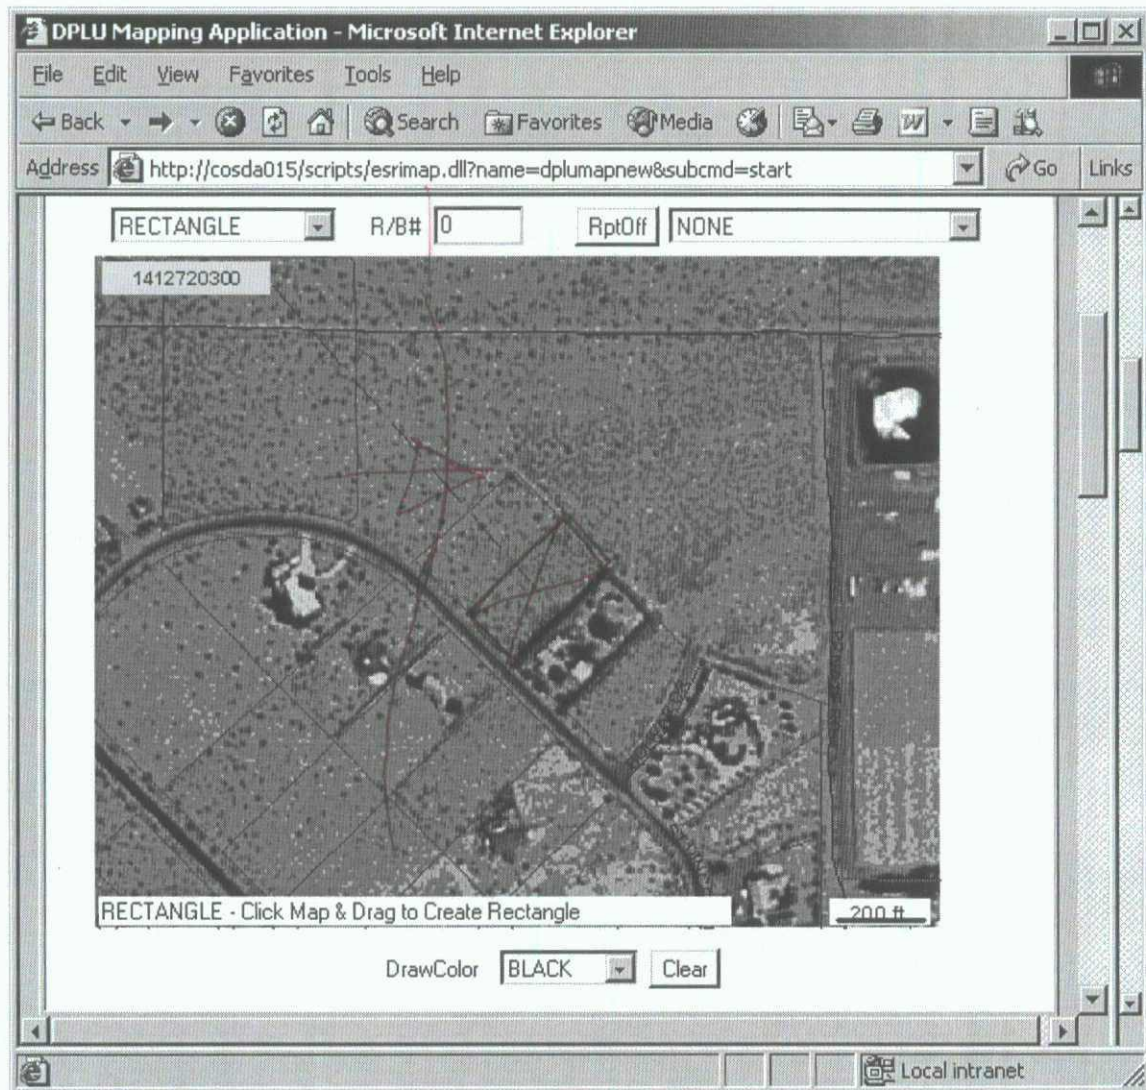 DPLU Mapping Application - Microsoft Internet Explorer
File Edit View Favorites Tools Help
Back Search Favorites Media
Address http://cosda015/scripts/esrimap.dll?name=dplumapnew&subcmd=start Go Links
RECTANGLE R/B# 0 RptOff NONE
1412720300
RECTANGLE - Click Map & Drag to Create Rectangle
200 ft
DrawColor BLACK Clear
Local intranet